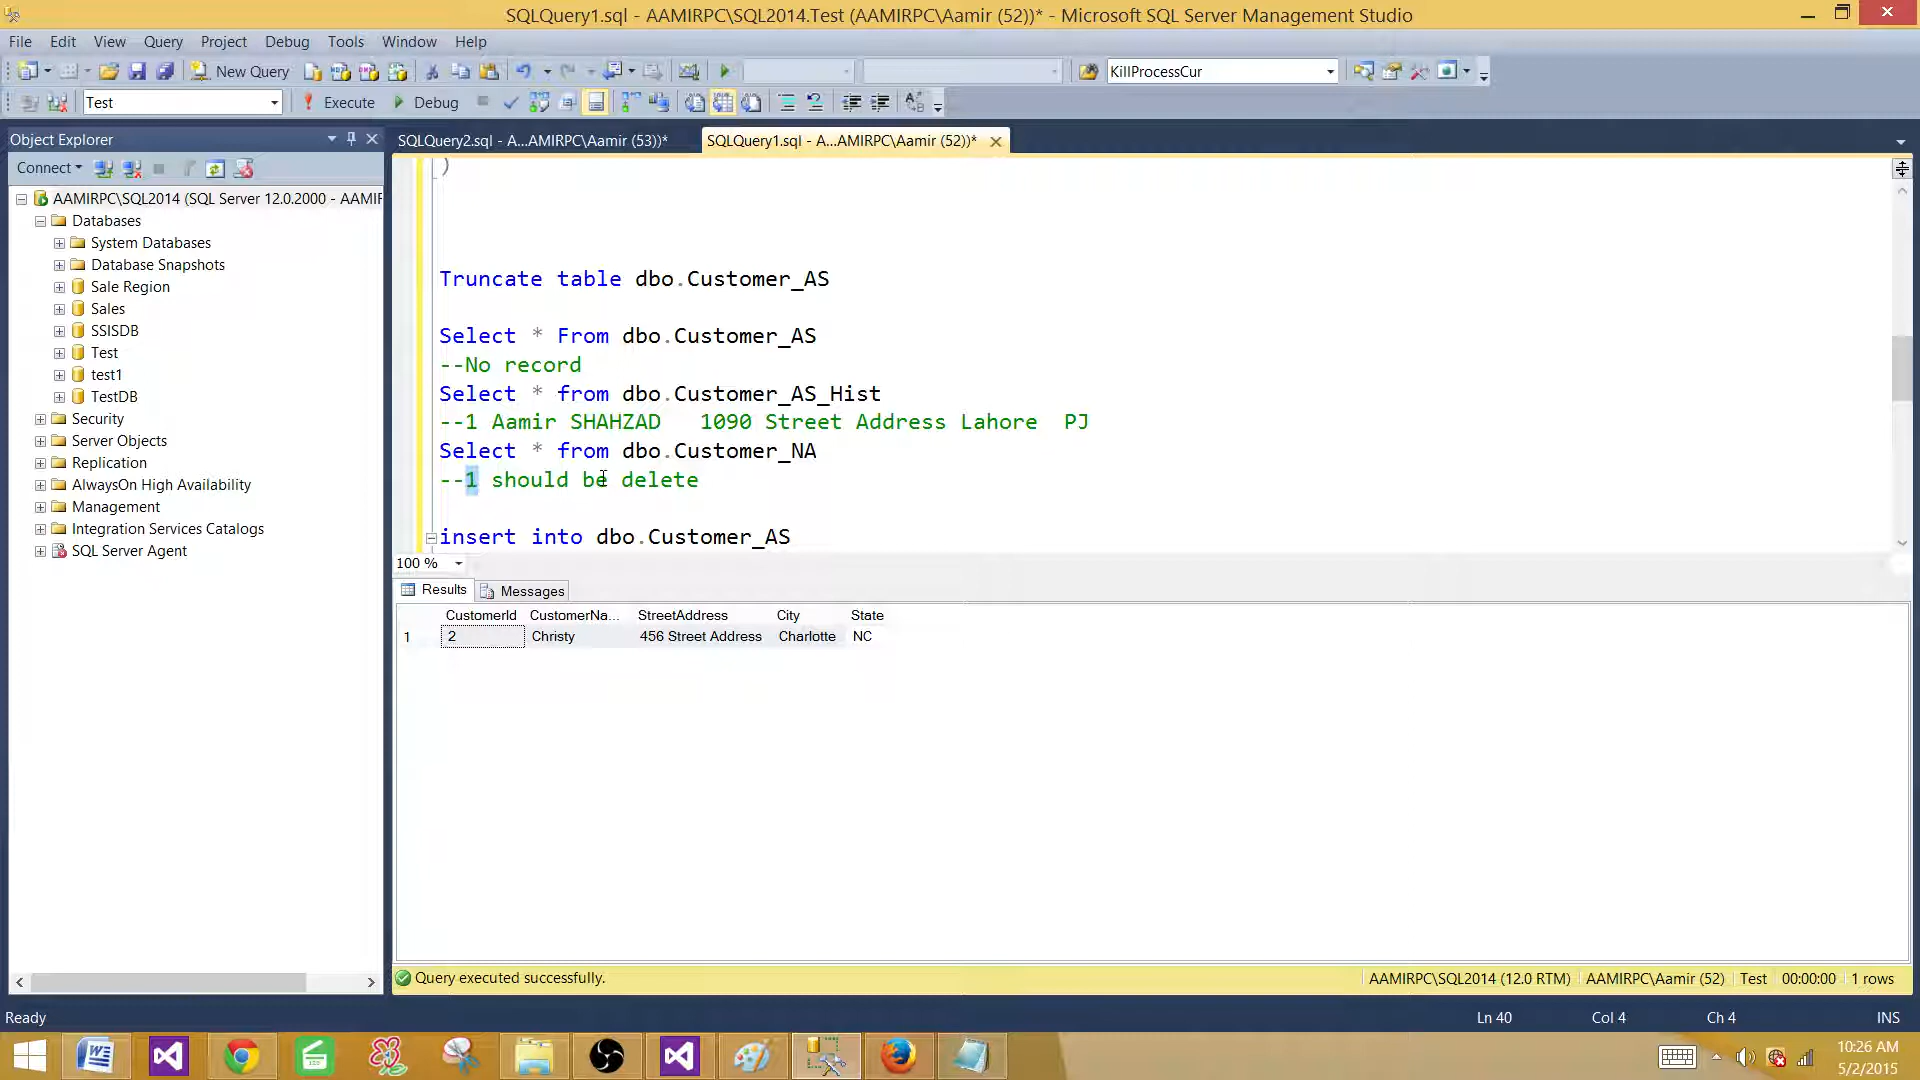 SQLQuery1.sql - AAMIRPC\SQL2014.Test (AAMIRPC\Aamir (52))* - Microsoft SQL Server Management Studio
File Edit View Query Project Debug Tools Window Help
New Query KillProcessCur
Test Execute Debug
Object Explorer
SQLQuery2.sql - A...AMIRPC\Aamir (53))* SQLQuery1.sql - A...AMIRPC\Aamir (52))*
Connect
AAMIRPC\SQL2014 (SQL Server 12.0.2000 - AAMIF
Databases
System Databases
Database Snapshots
Sale Region
Sales
SSISDB
Test
test1
TestDB
Security
Server Objects
Replication
AlwaysOn High Availability
Management
Integration Services Catalogs
SQL Server Agent
)
Truncate table dbo.Customer_AS
Select * From dbo.Customer_AS
--No record
Select * from dbo.Customer_AS_Hist
--1 Aamir SHAHZAD 1090 Street Address Lahore PJ
Select * from dbo.Customer_NA
--1 should be delete
insert into dbo.Customer_AS
100 %
Results Messages
CustomerId CustomerNa... StreetAddress City State
1 2 Christy 456 Street Address Charlotte NC
Query executed successfully. AAMIRPC\SQL2014 (12.0 RTM) AAMIRPC\Aamir (52) Test 00:00:00 1 rows
Ready Ln 40 Col 4 Ch 4 INS
10:26 AM
5/2/2015